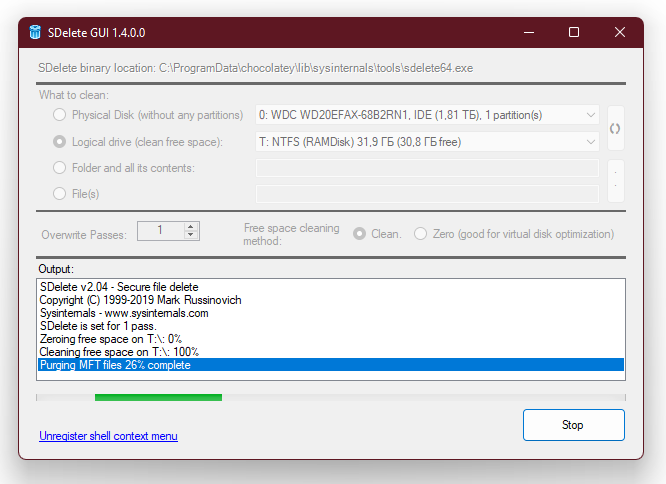 SDelete GUI 1.4.0.0
SDelete binary location: C:\ProgramData\chocolatey\lib\sysinternals\tools\sdelete64.exe
What to clean:
Physical Disk (without any partitions) 0: WDC WD20EFAX-68B2RN1, IDE (1,81 ТБ), 1 partition(s)
Logical drive (clean free space): T: NTFS (RAMDisk) 31,9 ГБ (30,8 ГБ free)
Folder and all its contents:
File(s)
Overwrite Passes: 1
Free space cleaning method: Clean. Zero (good for virtual disk optimization)
Output:
SDelete v2.04 - Secure file delete
Copyright (C) 1999-2019 Mark Russinovich
Sysinternals - www.sysinternals.com
SDelete is set for 1 pass.
Zeroing free space on T:\: 0%
Cleaning free space on T:\: 100%
Purging MFT files 26% complete
Stop
Unregister shell context menu